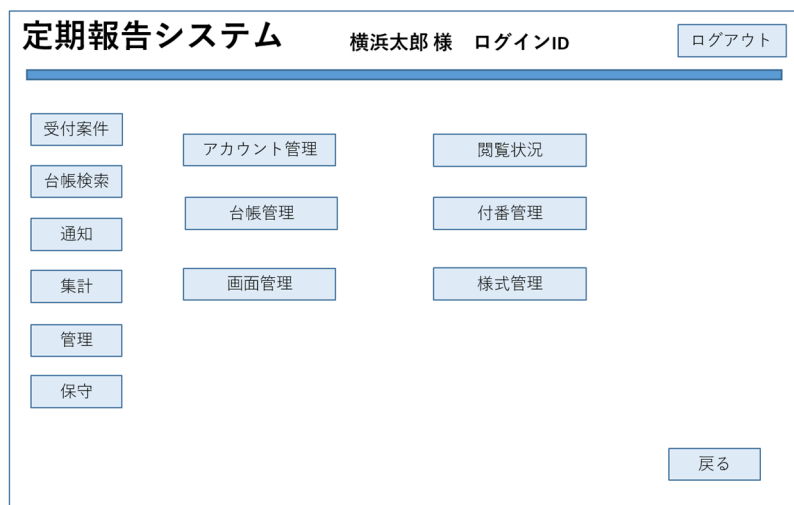 定期報告システム 横浜太郎 様 ログインID ログアウト
受付案件
台帳検索
通知
集計
管理
保守
アカウント管理 閲覧状況
台帳管理 付番管理
画面管理 様式管理
戻る